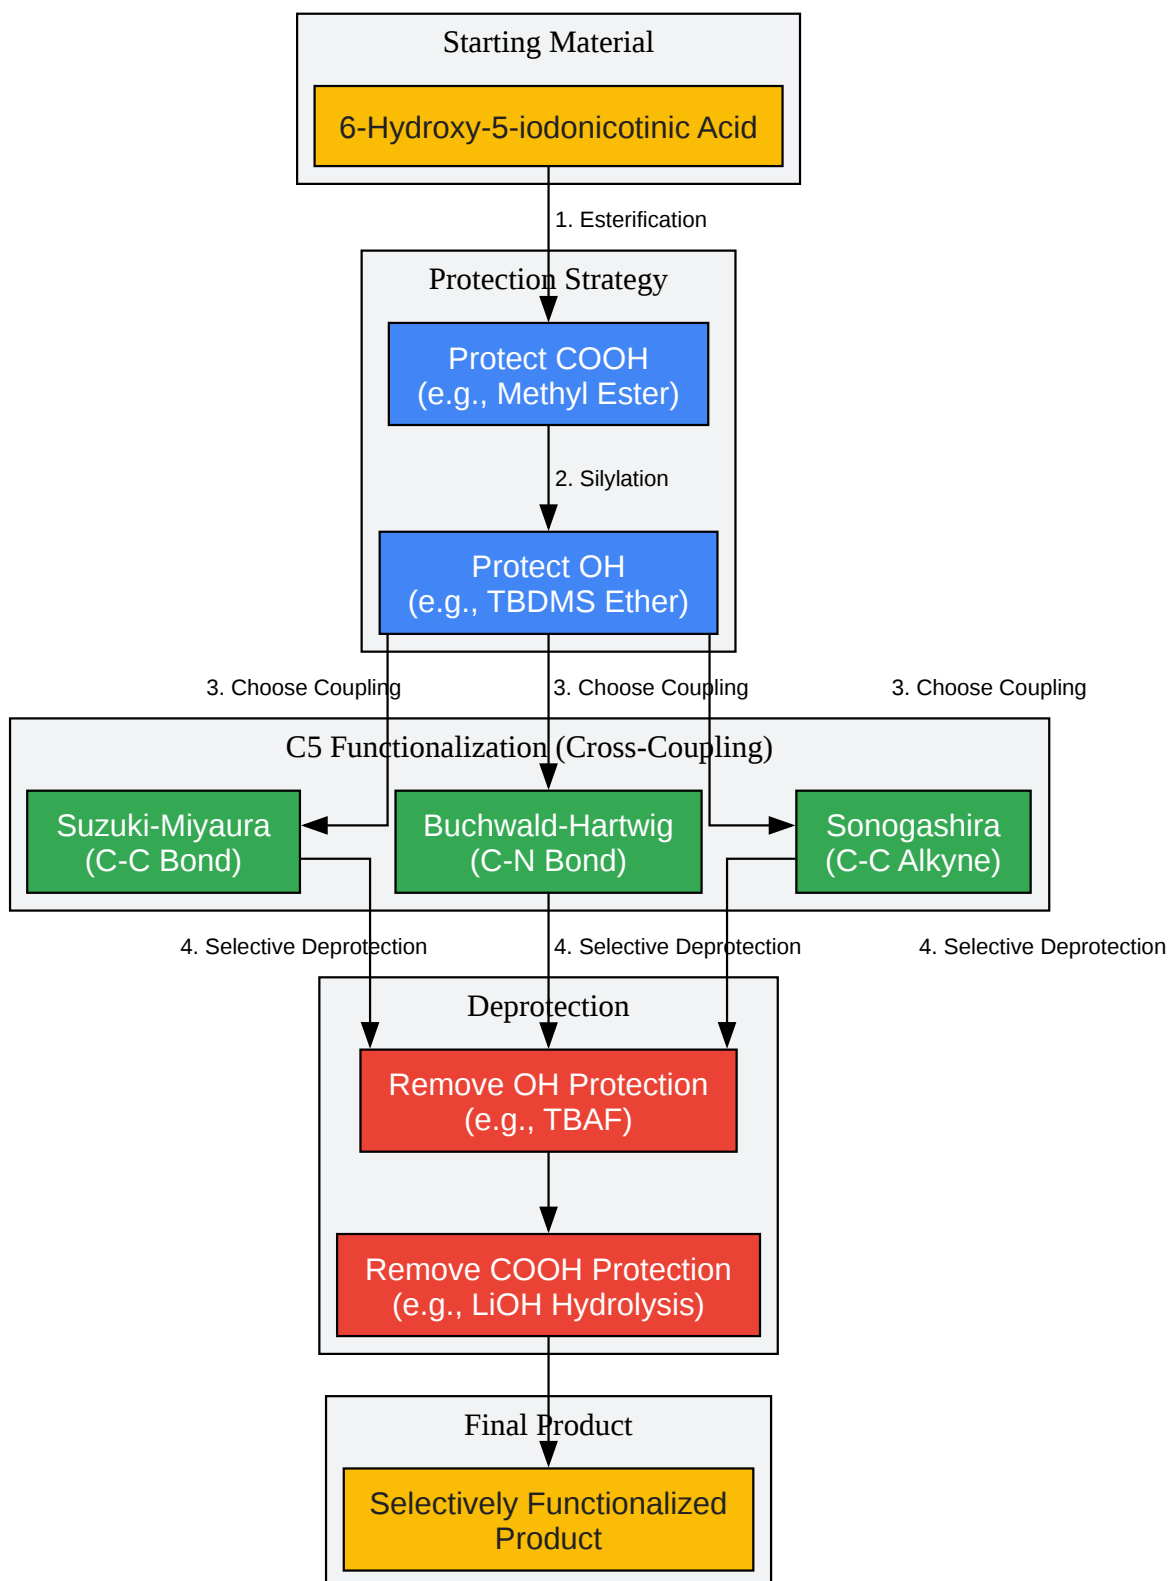 Starting Material
6-Hydroxy-5-iodonicotinic Acid
1. Esterification
Protection Strategy
Protect COOH
(e.g., Methyl Ester)
2. Silylation
Protect OH
(e.g., TBDMS Ether)
3. Choose Coupling
3. Choose Coupling
3. Choose Coupling
C5 Functionalization (Cross-Coupling)
Suzuki-Miyaura
(C-C Bond)
Buchwald-Hartwig
(C-N Bond)
Sonogashira
(C-C Alkyne)
4. Selective Deprotection
4. Selective Deprotection
4. Selective Deprotection
Deprotection
Remove OH Protection
(e.g., TBAF)
Remove COOH Protection
(e.g., LiOH Hydrolysis)
Final Product
Selectively Functionalized
Product